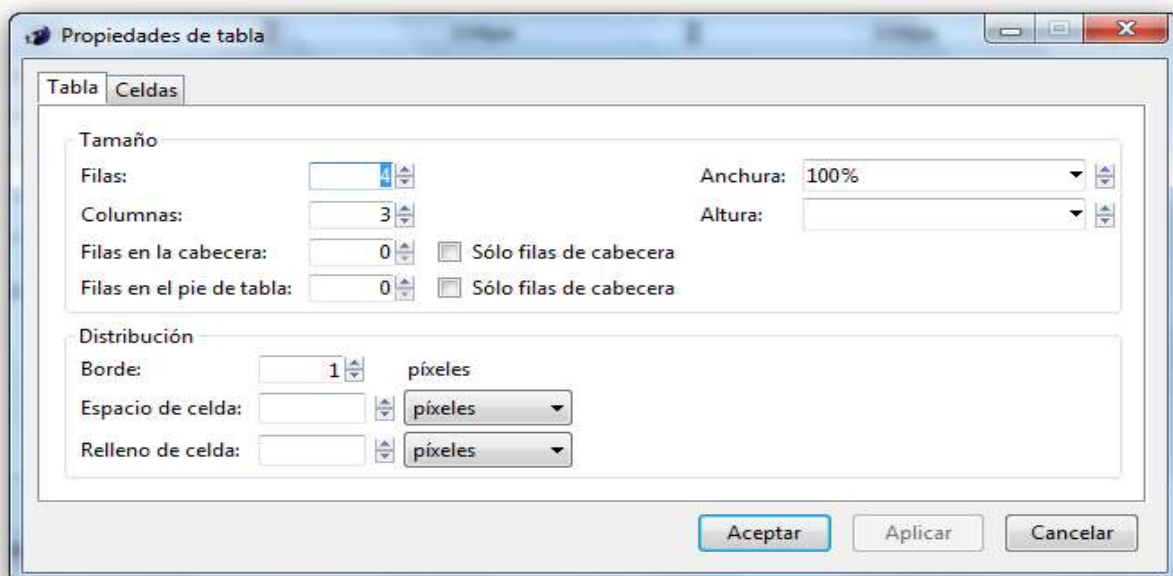 Propiedades de tabla
Tabla Celdas
Tamaño
Filas: 4 Anchura: 100%
Columnas: 3 Altura:
Filas en la cabecera: 0 Sólo filas de cabecera
Filas en el pie de tabla: 0 Sólo filas de cabecera
Distribución
Borde: 1 píxeles
Espacio de celda: píxeles
Relleno de celda: píxeles
Aceptar Aplicar Cancelar